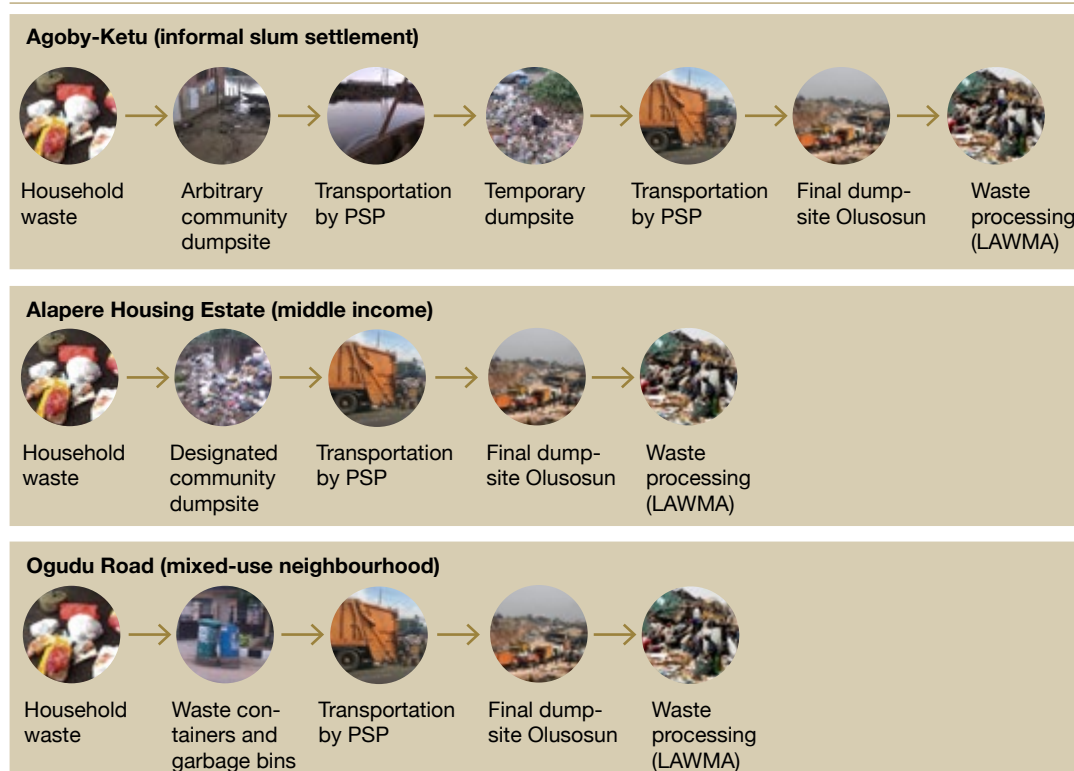 Agoby-Ketu (informal slum settlement)
Household
waste
Arbitrary
community
dumpsite
Transportation
by PSP
Temporary
dumpsite
Transportation
by PSP
Final dump-
site Olusosun
Waste
processing
(LAWMA)
Alapere Housing Estate (middle income)
Household
waste
Designated
community
dumpsite
Transportation
by PSP
Final dump-
site Olusosun
Waste
processing
(LAWMA)
Ogudu Road (mixed-use neighbourhood)
Household
waste
Waste con-
tainers and
garbage bins
Transportation
by PSP
Final dump-
site Olusosun
Waste
processing
(LAWMA)